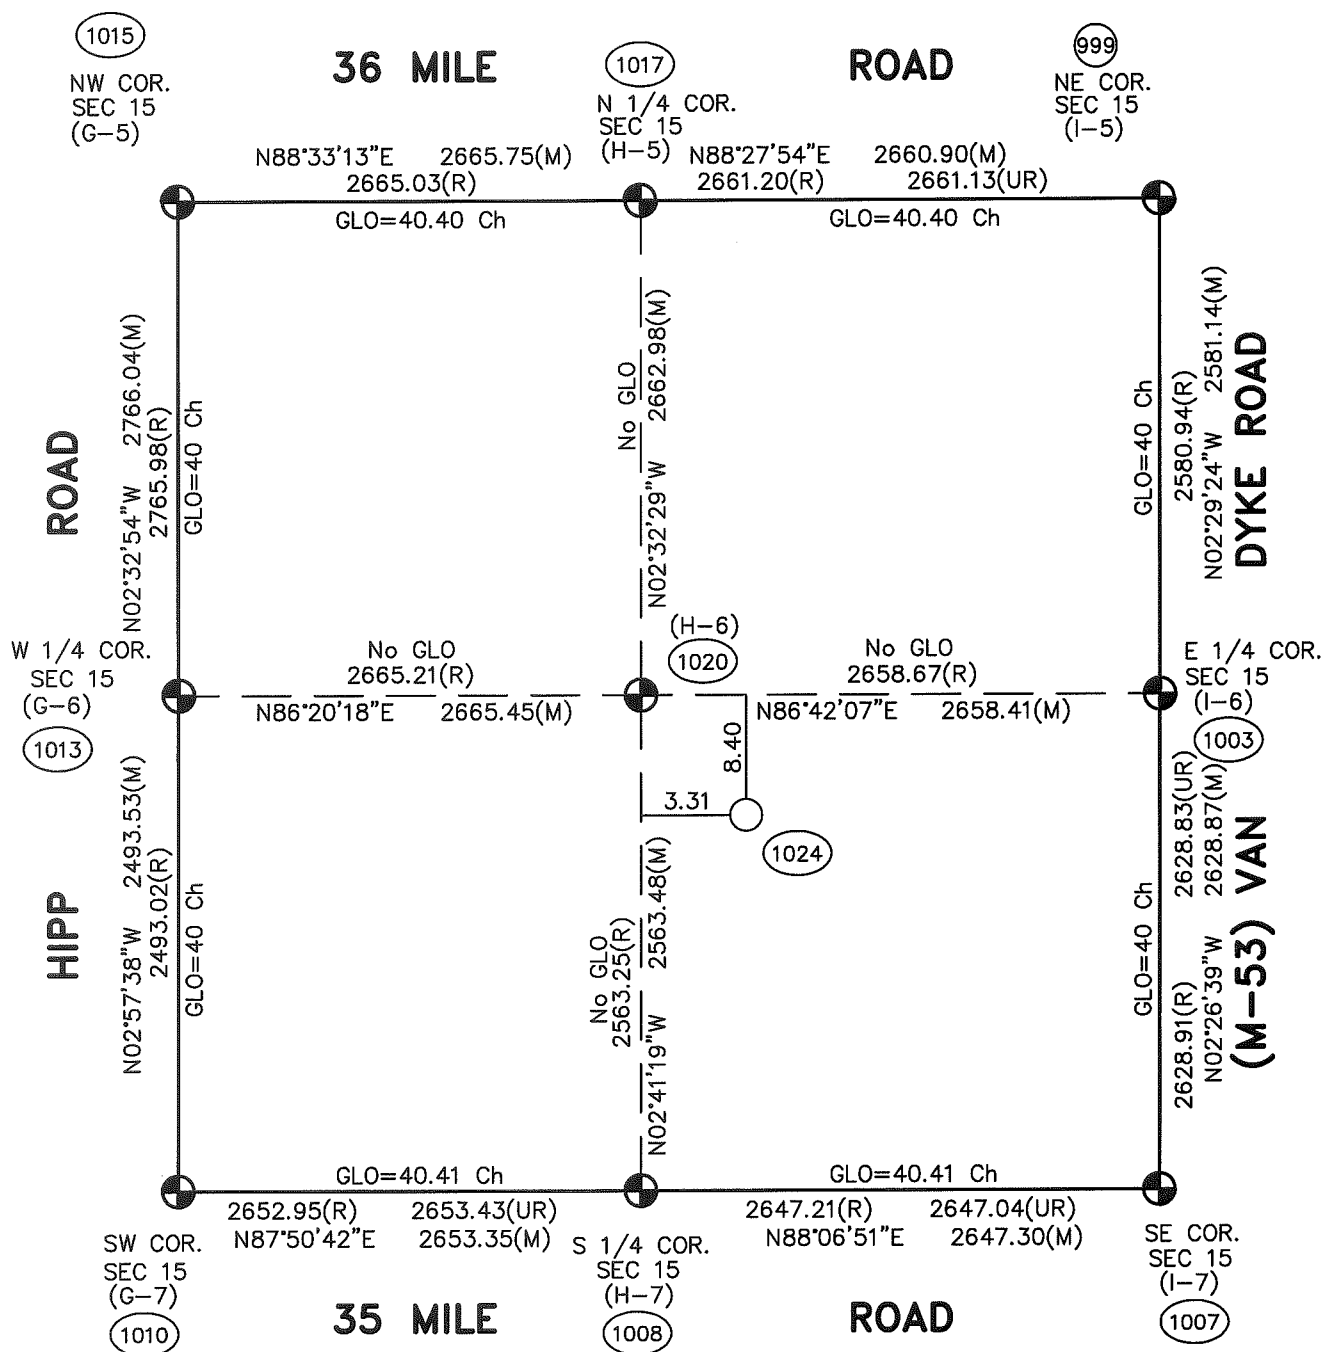 1015
NW COR.
SEC 15
(G-5)
36 MILE
1017
N 1/4 COR.
SEC 15
(H-5)
ROAD
999
NE COR.
SEC 15
(I-5)
N88°33'13"E 2665.75(M)
2665.03(R)
GLO=40.40 Ch
N88°27'54"E 2660.90(M)
2661.20(R) 2661.13(UR)
GLO=40.40 Ch
ROAD
N02°32'54"W 2766.04(M)
2765.98(R)
GLO=40 Ch
No GLO
N02°32'29"W 2662.98(M)
GLO=40 Ch
2580.94(R)
N02°29'24"W 2581.14(M)
DYKE ROAD
W 1/4 COR.
SEC 15
(G-6)
1013
No GLO
2665.21(R)
N86°20'18"E 2665.45(M)
(H-6)
1020
No GLO
2658.67(R)
N86°42'07"E 2658.41(M)
E 1/4 COR.
SEC 15
(I-6)
1003
8.40
3.31
1024
HIPP
N02°57'38"W 2493.53(M)
2493.02(R)
GLO=40 Ch
No GLO
2563.25(R)
N02°41'19"W 2563.48(M)
GLO=40 Ch
2628.91(R) 2628.83(UR)
N02°26'39"W 2628.87(M)
(M-53) VAN
GLO=40.41 Ch
2652.95(R) 2653.43(UR)
N87°50'42"E 2653.35(M)
GLO=40.41 Ch
2647.21(R) 2647.04(UR)
N88°06'51"E 2647.30(M)
SW COR.
SEC 15
(G-7)
1010
35 MILE
S 1/4 COR.
SEC 15
(H-7)
1008
ROAD
SE COR.
SEC 15
(I-7)
1007